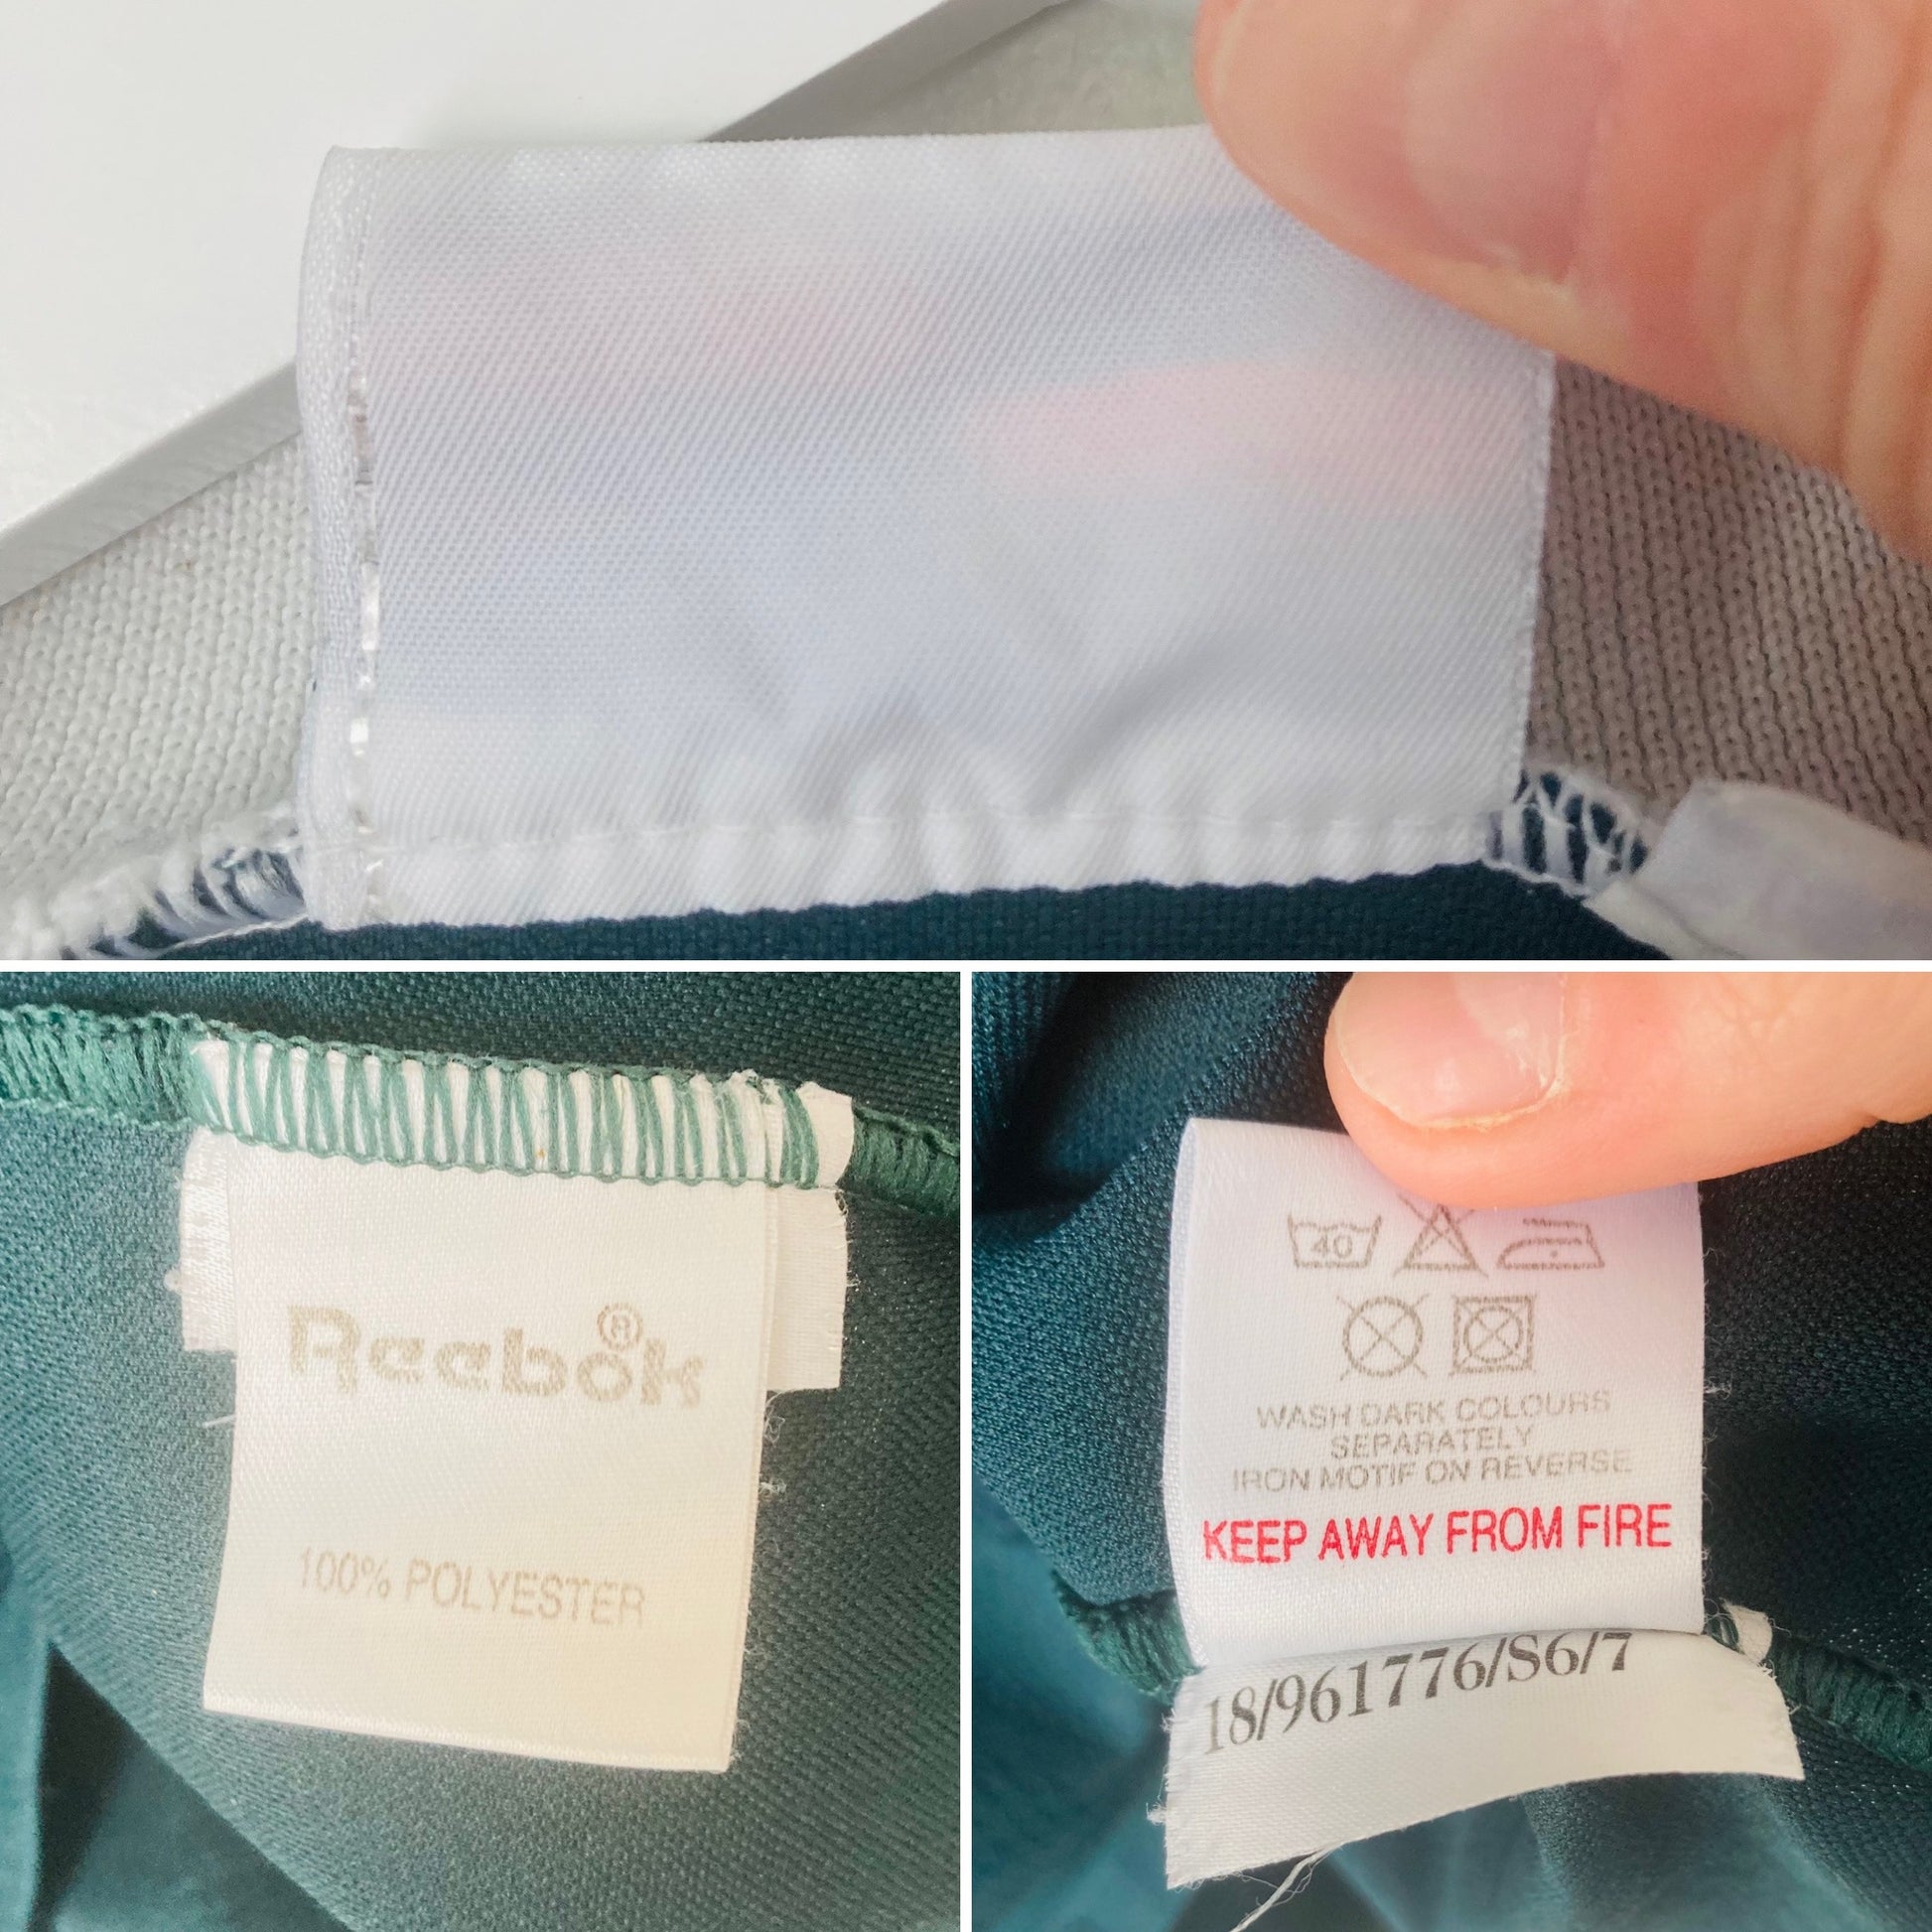 Reebok®
100% POLYESTER
40
WASH DARK COLOURS
SEPARATELY
IRON MOTIF ON REVERSE
KEEP AWAY FROM FIRE
18/961776/S6/7